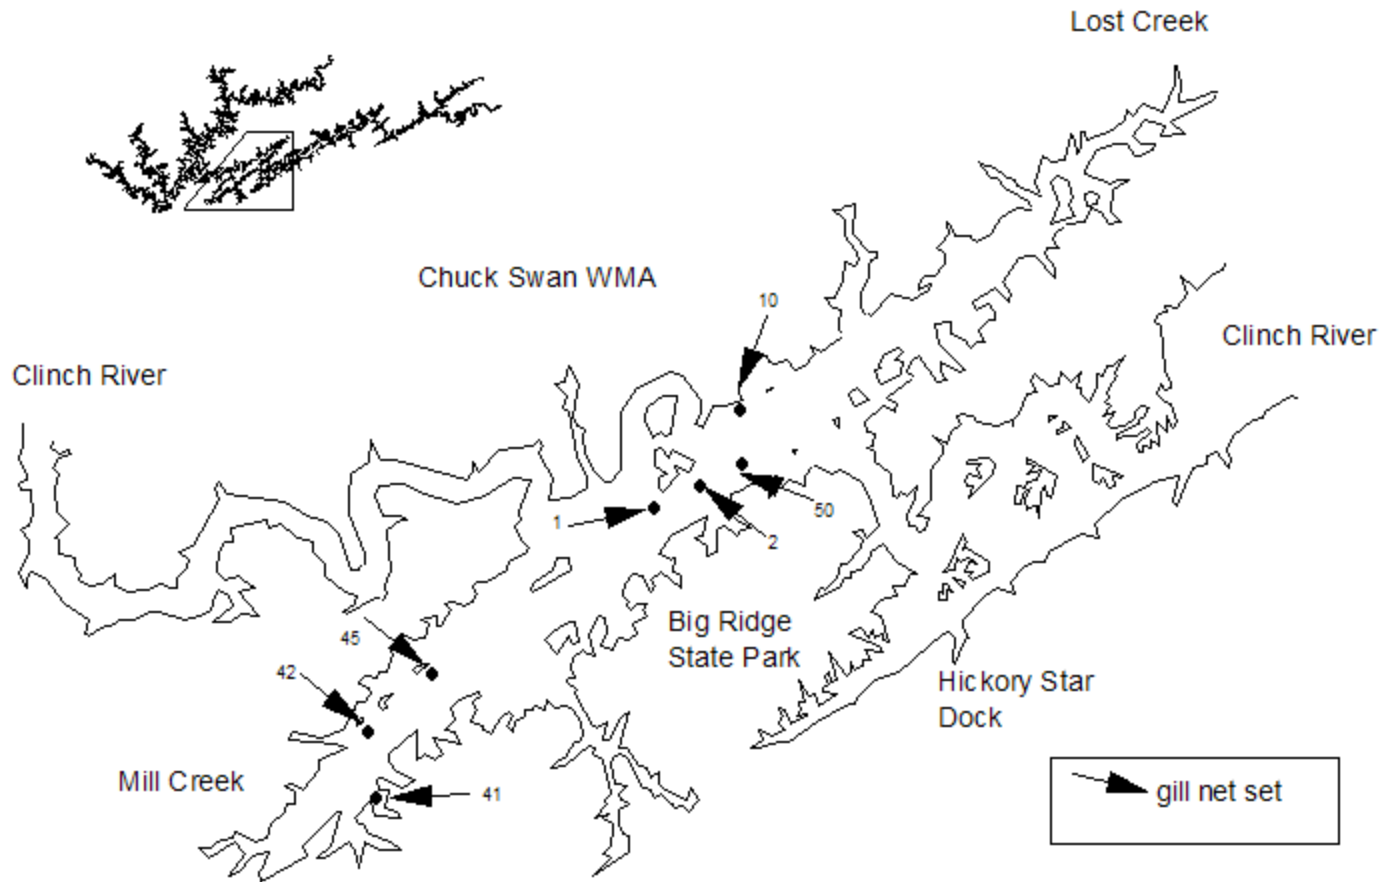 Lost Creek
Chuck Swan WMA
10
Clinch River
Clinch River
1
50
2
Big Ridge
State Park
45
42
Hickory Star
Dock
Mill Creek
41
gill net set